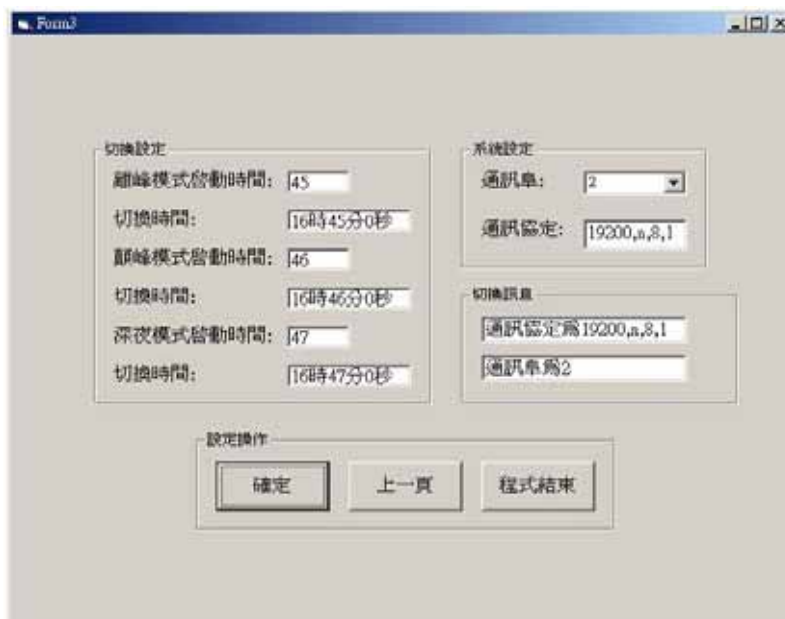 Form3
切換設定
離峰模式啟動時間: 45
切換時間: 16時45分0秒
顛峰模式啟動時間: 46
切換時間: 16時46分0秒
深夜模式啟動時間: 47
切換時間: 16時47分0秒
系統設定
通訊阜: 2
通訊協定: 19200,n,8,1
切換訊息
通訊協定為19200,n,8,1
通訊阜為2
設定操作
確定
上一頁
程式結束